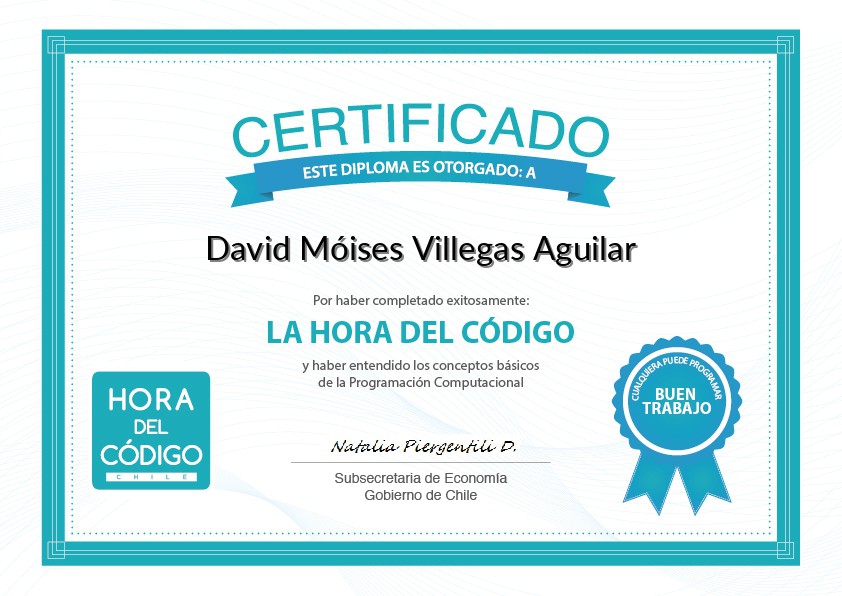 CERTIFICADO
ESTE DIPLOMA ES OTORGADO: A
David Móises Villegas Aguilar
Por haber completado exitosamente:
LA HORA DEL CÓDIGO
y haber entendido los conceptos básicos
de la Programación Computacional
HORA
DEL
CÓDIGO
CHILE
Natalia Piergentili D.
Subsecretaria de Economía
Gobierno de Chile
CUALQUIERA PUEDE PROGRAMAR
BUEN
TRABAJO